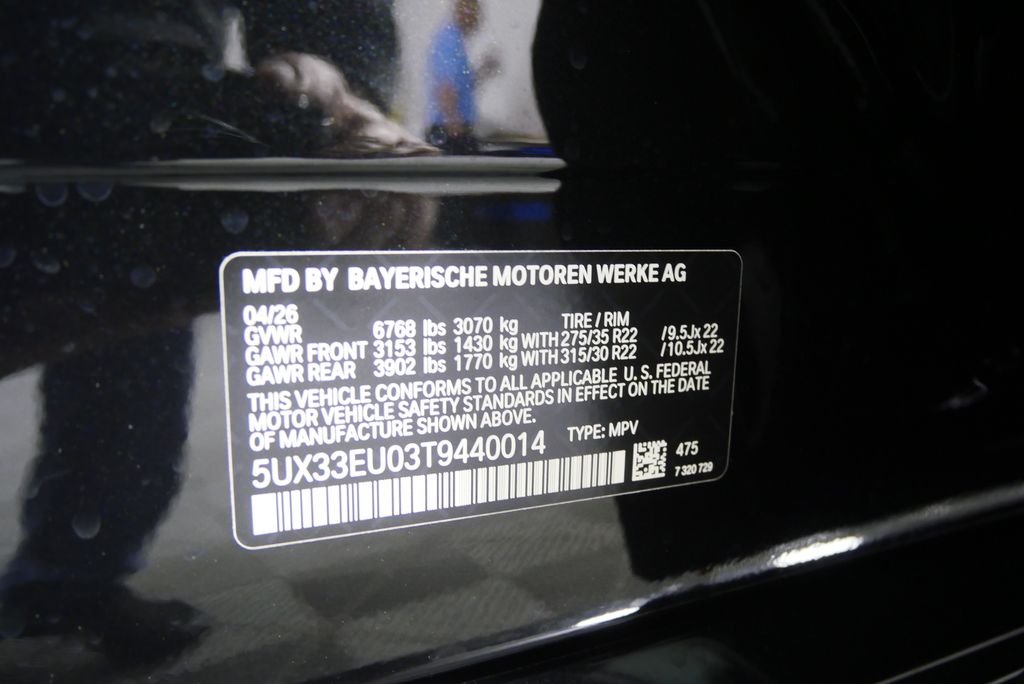 MFD BY BAYERISCHE MOTOREN WERKE AG
04/26
TIRE / RIM
GVWR 6768 lbs 3070 kg
GAWR FRONT 3153 lbs 1430 kg WITH 275/35 R22 /9.5Jx22
GAWR REAR 3902 lbs 1770 kg WITH 315/30 R22 /10.5Jx22
THIS VEHICLE CONFORMS TO ALL APPLICABLE U.S. FEDERAL
MOTOR VEHICLE SAFETY STANDARDS IN EFFECT ON THE DATE
OF MANUFACTURE SHOWN ABOVE.
TYPE: MPV
5UX33EU03T9440014
475
7 320 729